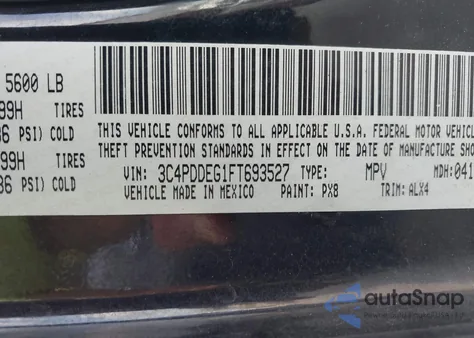 5600 LB
99H TIRES
36 PSI) COLD
99H TIRES
36 PSI) COLD
THIS VEHICLE CONFORMS TO ALL APPLICABLE U.S.A. FEDERAL MOTOR VEHICL
THEFT PREVENTION STANDARDS IN EFFECT ON THE DATE OF MANUFACTURE SHO
VIN: 3C4PDDEG1FT693527 TYPE: MPV MDH: 041
VEHICLE MADE IN MEXICO PAINT: PX8 TRIM: ALX4
autoSnap